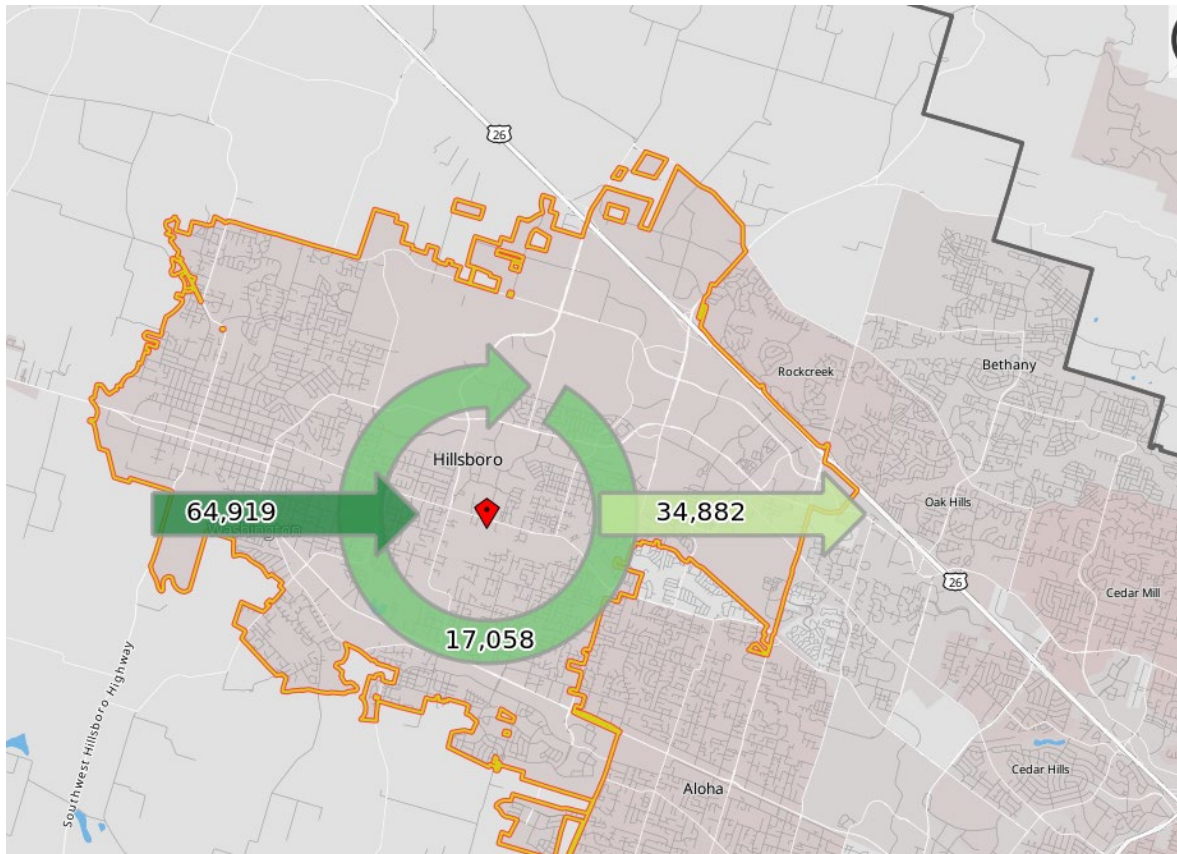 26
Rockcreek
Bethany
Hillsboro
64,919
34,882
Oak Hills
Washington
26
Cedar Mill
17,058
Southwest Hillsboro Highway
Cedar Hills
Aloha